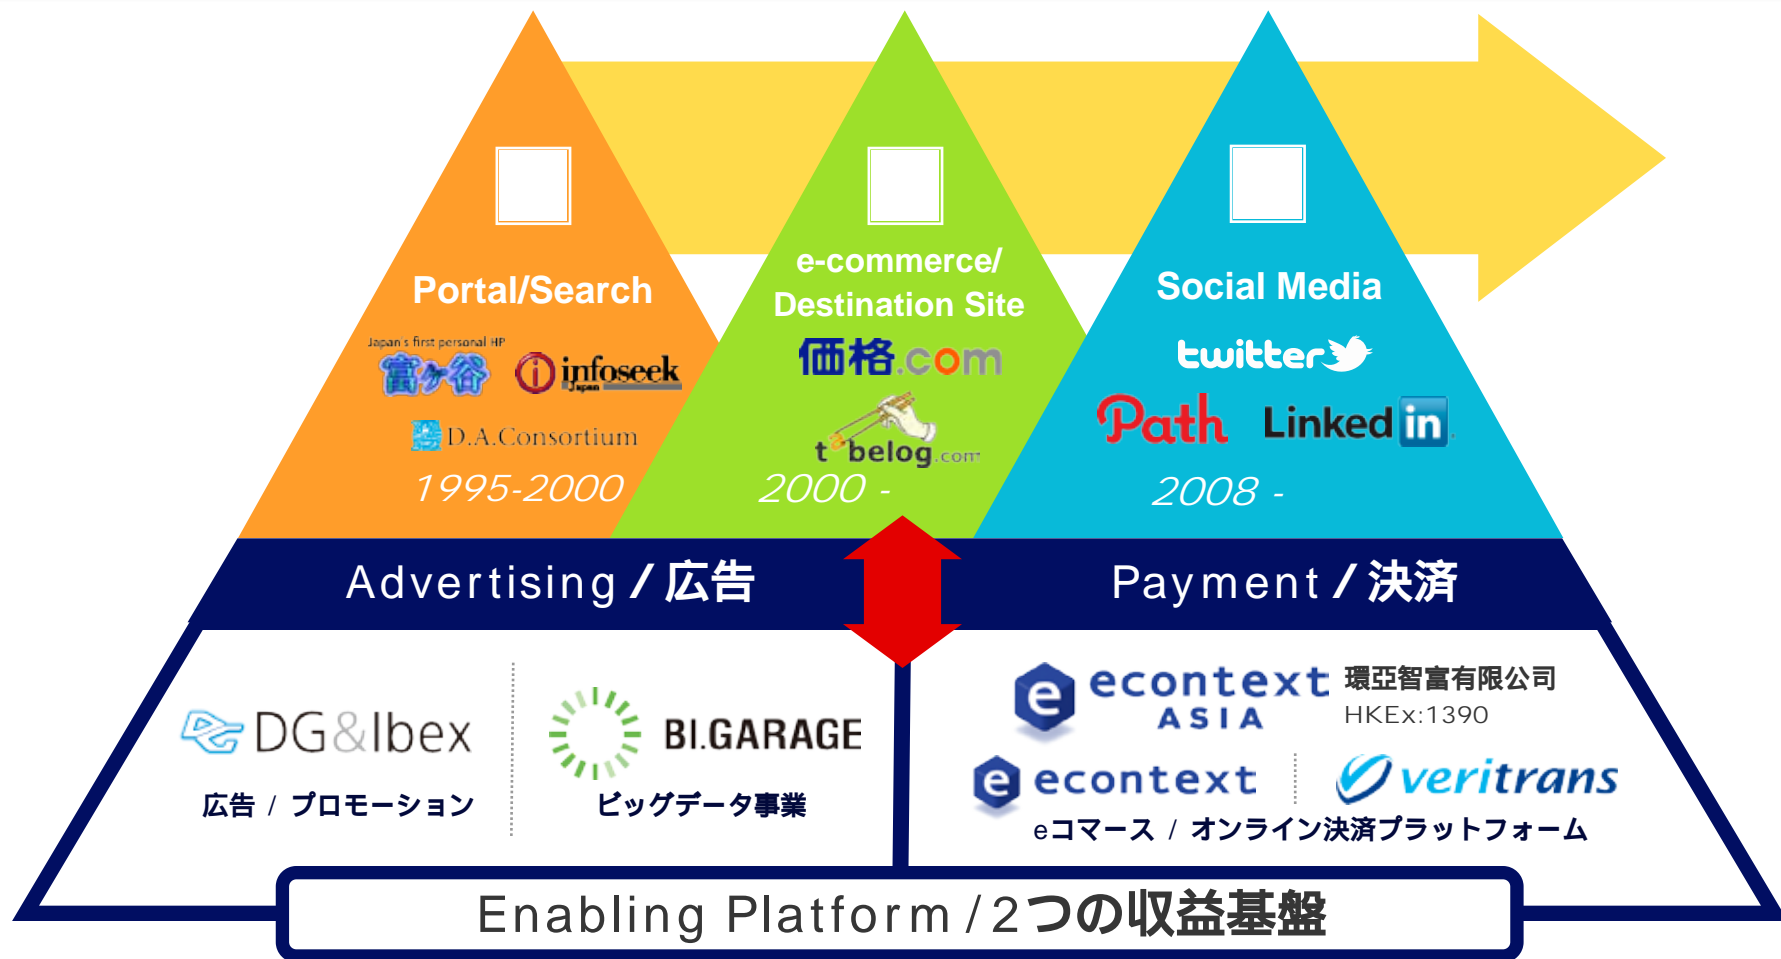 Portal/Search
Japan's first personal HP
富ヶ谷
infoseek
Japan
D.A.Consortium
1995-2000
e-commerce/
Destination Site
価格.com
tabelog.com
2000 -
Social Media
twitter
Path
Linked in
2008 -
Advertising / 広告
Payment / 決済
DG&Ibex
広告 / プロモーション
BI.GARAGE
ビッグデータ事業
econtext
ASIA
環亞智富有限公司
HKEx:1390
econtext
veritrans
eコマース / オンライン決済プラットフォーム
Enabling Platform / 2つの収益基盤